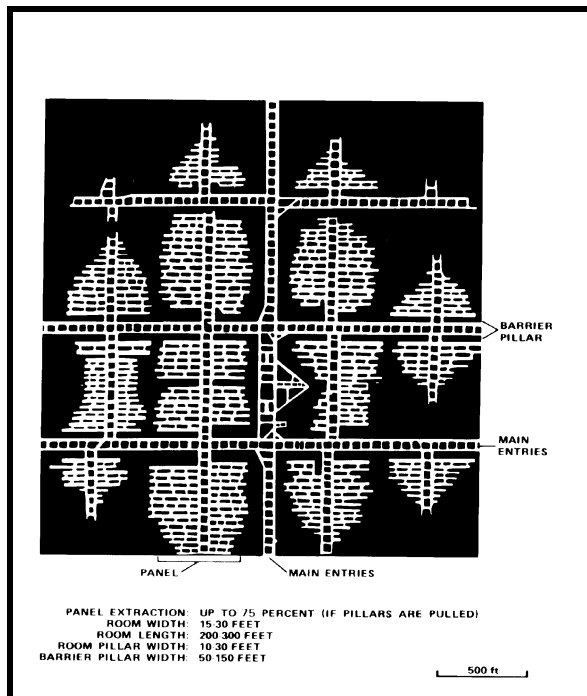 BARRIER
PILLAR
MAIN
ENTRIES
PANEL
MAIN ENTRIES
PANEL EXTRACTION: UP TO 75 PERCENT (IF PILLARS ARE PULLED)
ROOM WIDTH: 15-30 FEET
ROOM LENGTH: 200-300 FEET
ROOM PILLAR WIDTH: 10-30 FEET
BARRIER PILLAR WIDTH: 50-150 FEET
500 ft